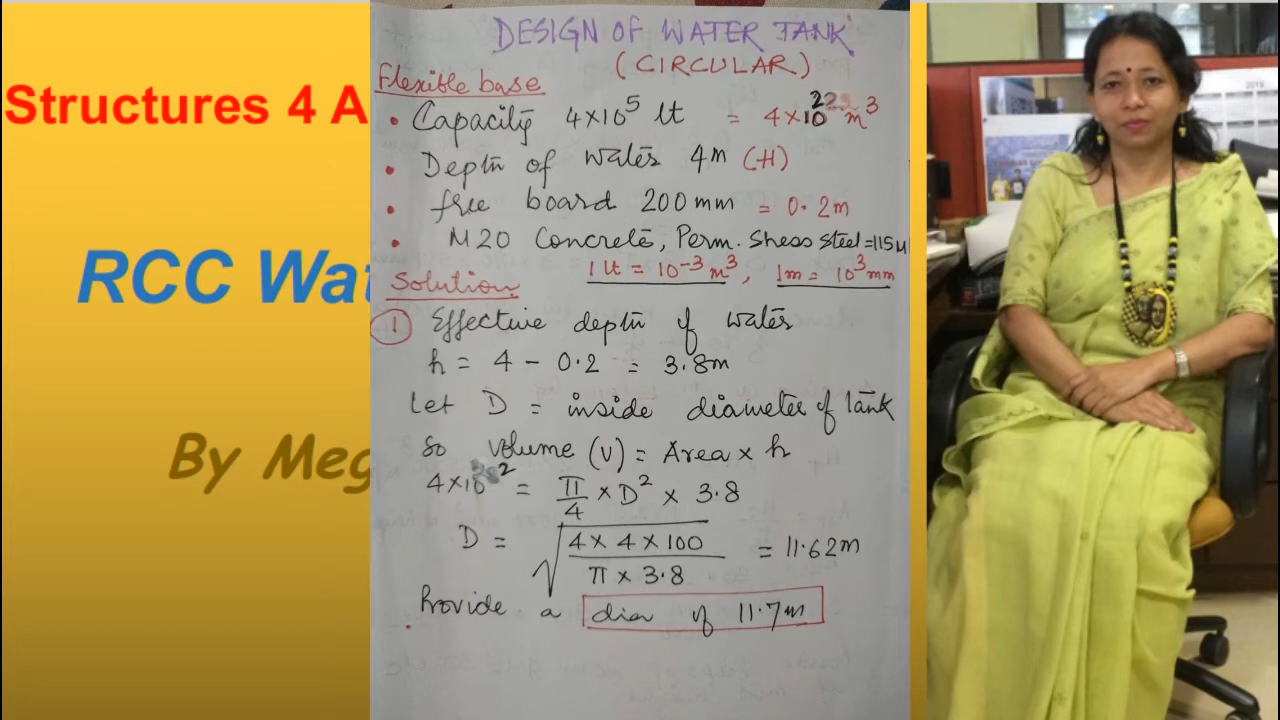 Structures 4 A
RCC Wat
By Meg
DESIGN OF WATER TANK
(CIRCULAR)
Flexible base
• Capacity 4×10⁵ lt = 4×10² m³
• Depth of water 4m (H)
• free board 200mm = 0.2m
• M20 Concrete, Perm. Stress Steel=115
Solution 1 lt = 10⁻³ m³, 1m = 10³ mm
① Effective depth of water
h = 4 - 0.2 = 3.8m
Let D = inside diameter of Tank
So volume (V) = Area × h
4×10² = π/4 × D² × 3.8
D = √(4 × 4 × 100 / π × 3.8) = 11.62m
Provide a dia of 11.7m
2019